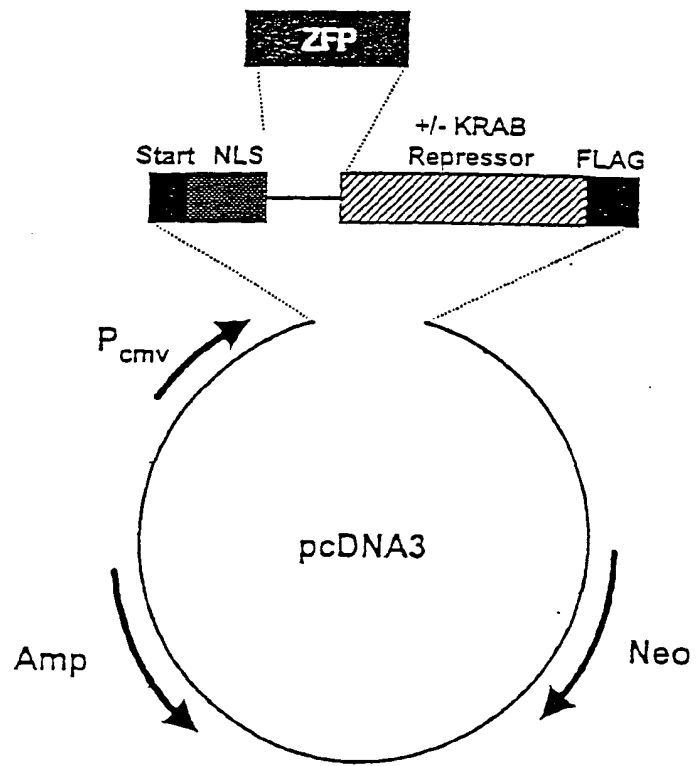 ZFP
+/- KRAB
Start NLS Repressor FLAG
Pcmv
pcDNA3
Amp
Neo